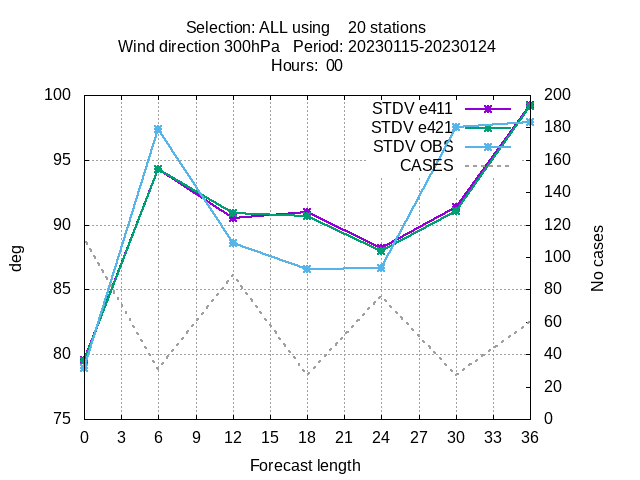 Selection: ALL using    20 stations
Wind direction 300hPa   Period: 20230115-20230124
Hours:  00
100
95
90
85
80
75
200
180
160
140
120
100
80
60
40
20
0
STDV e411
STDV e421
STDV OBS
CASES
deg
No cases
0 3 6 9 12 15 18 21 24 27 30 33 36
Forecast length